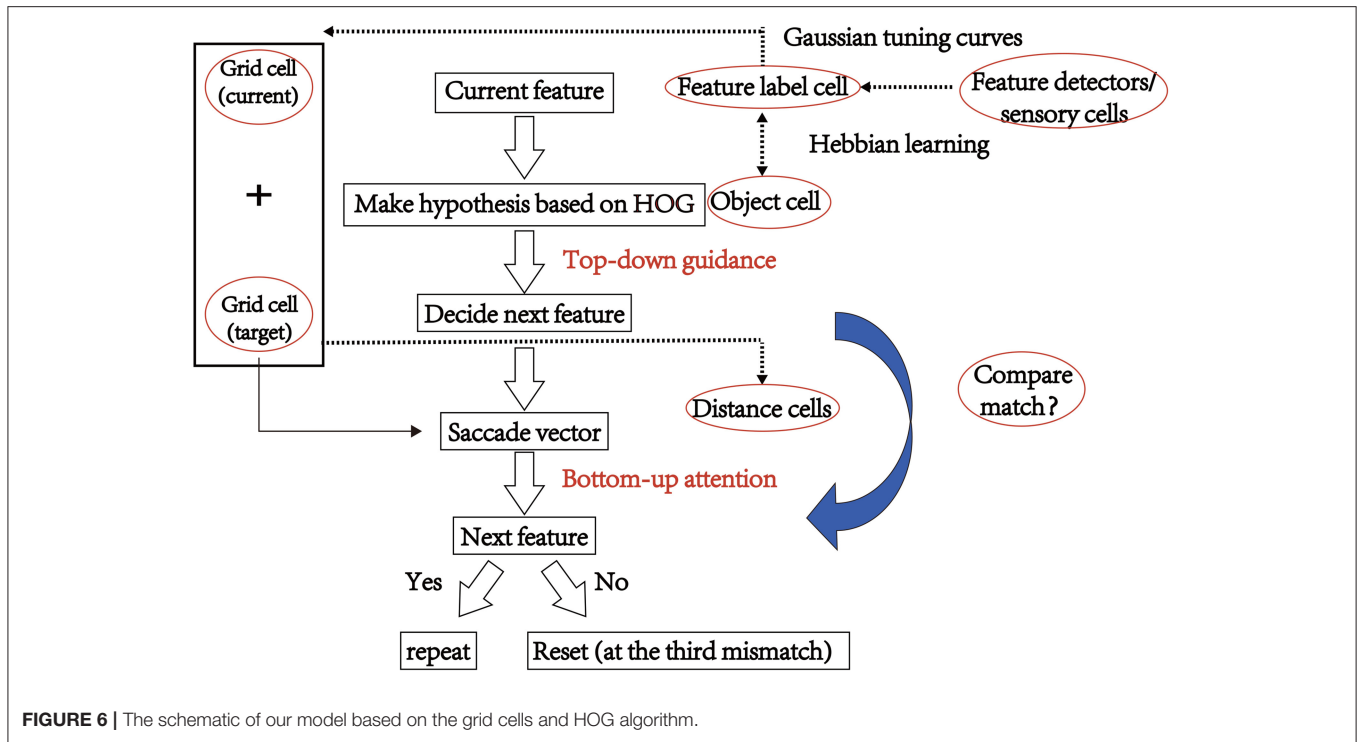 Gaussian tuning curves
Grid cell
(current)
Current feature
Feature label cell
Feature detectors/
sensory cells
Hebbian learning
+
Make hypothesis based on HOG
Object cell
Top-down guidance
Grid cell
(target)
Decide next feature
Compare
match?
Distance cells
Saccade vector
Bottom-up attention
Next feature
Yes
No
repeat
Reset (at the third mismatch)
FIGURE 6 | The schematic of our model based on the grid cells and HOG algorithm.